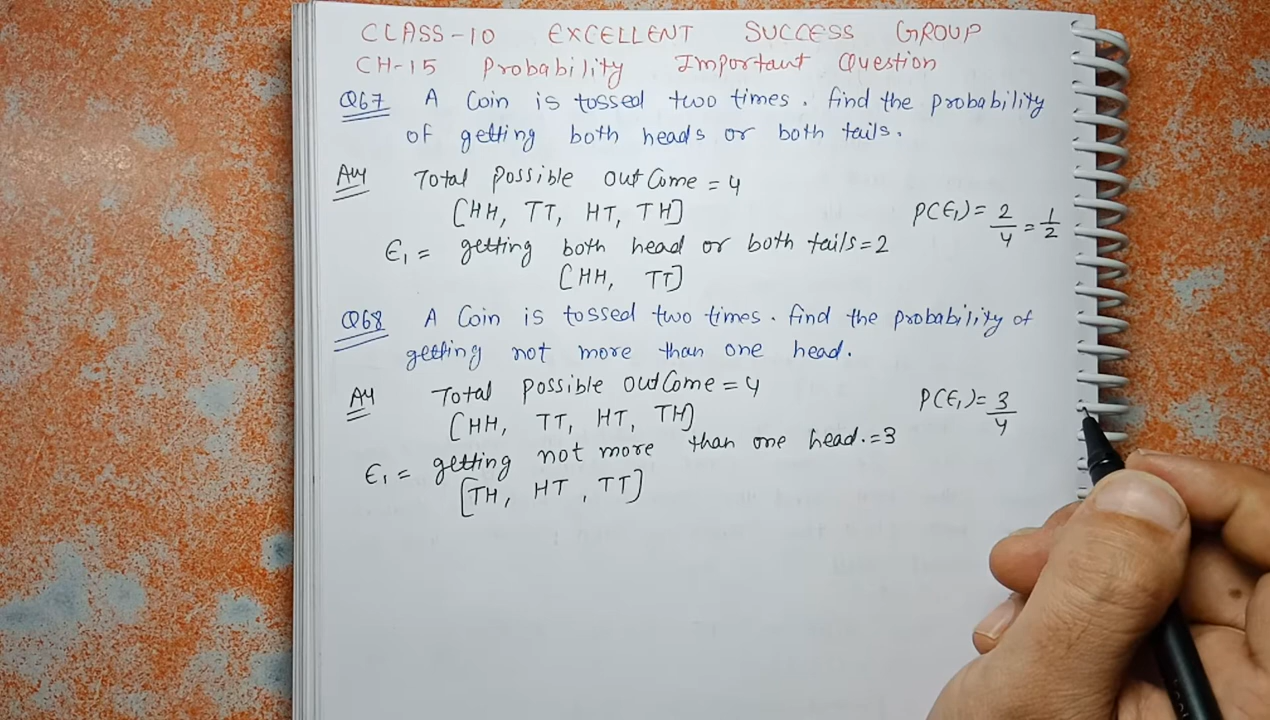 CLASS-10 EXCELLENT SUCCESS GROUP
CH-15 Probability Important Question
Q67 A Coin is tossed two times. find the probability
of getting both heads or both tails.
Ans Total possible outcome = 4
[HH, TT, HT, TH]
E₁ = getting both head or both tails=2
[HH, TT]
P(E₁)= 2/4 = 1/2
Q68 A Coin is tossed two times. find the probability of
getting not more than one head.
Ans Total possible outcome = 4
[HH, TT, HT, TH]
E₁ = getting not more than one head.=3
[TH, HT, TT]
P(E₁)= 3/4